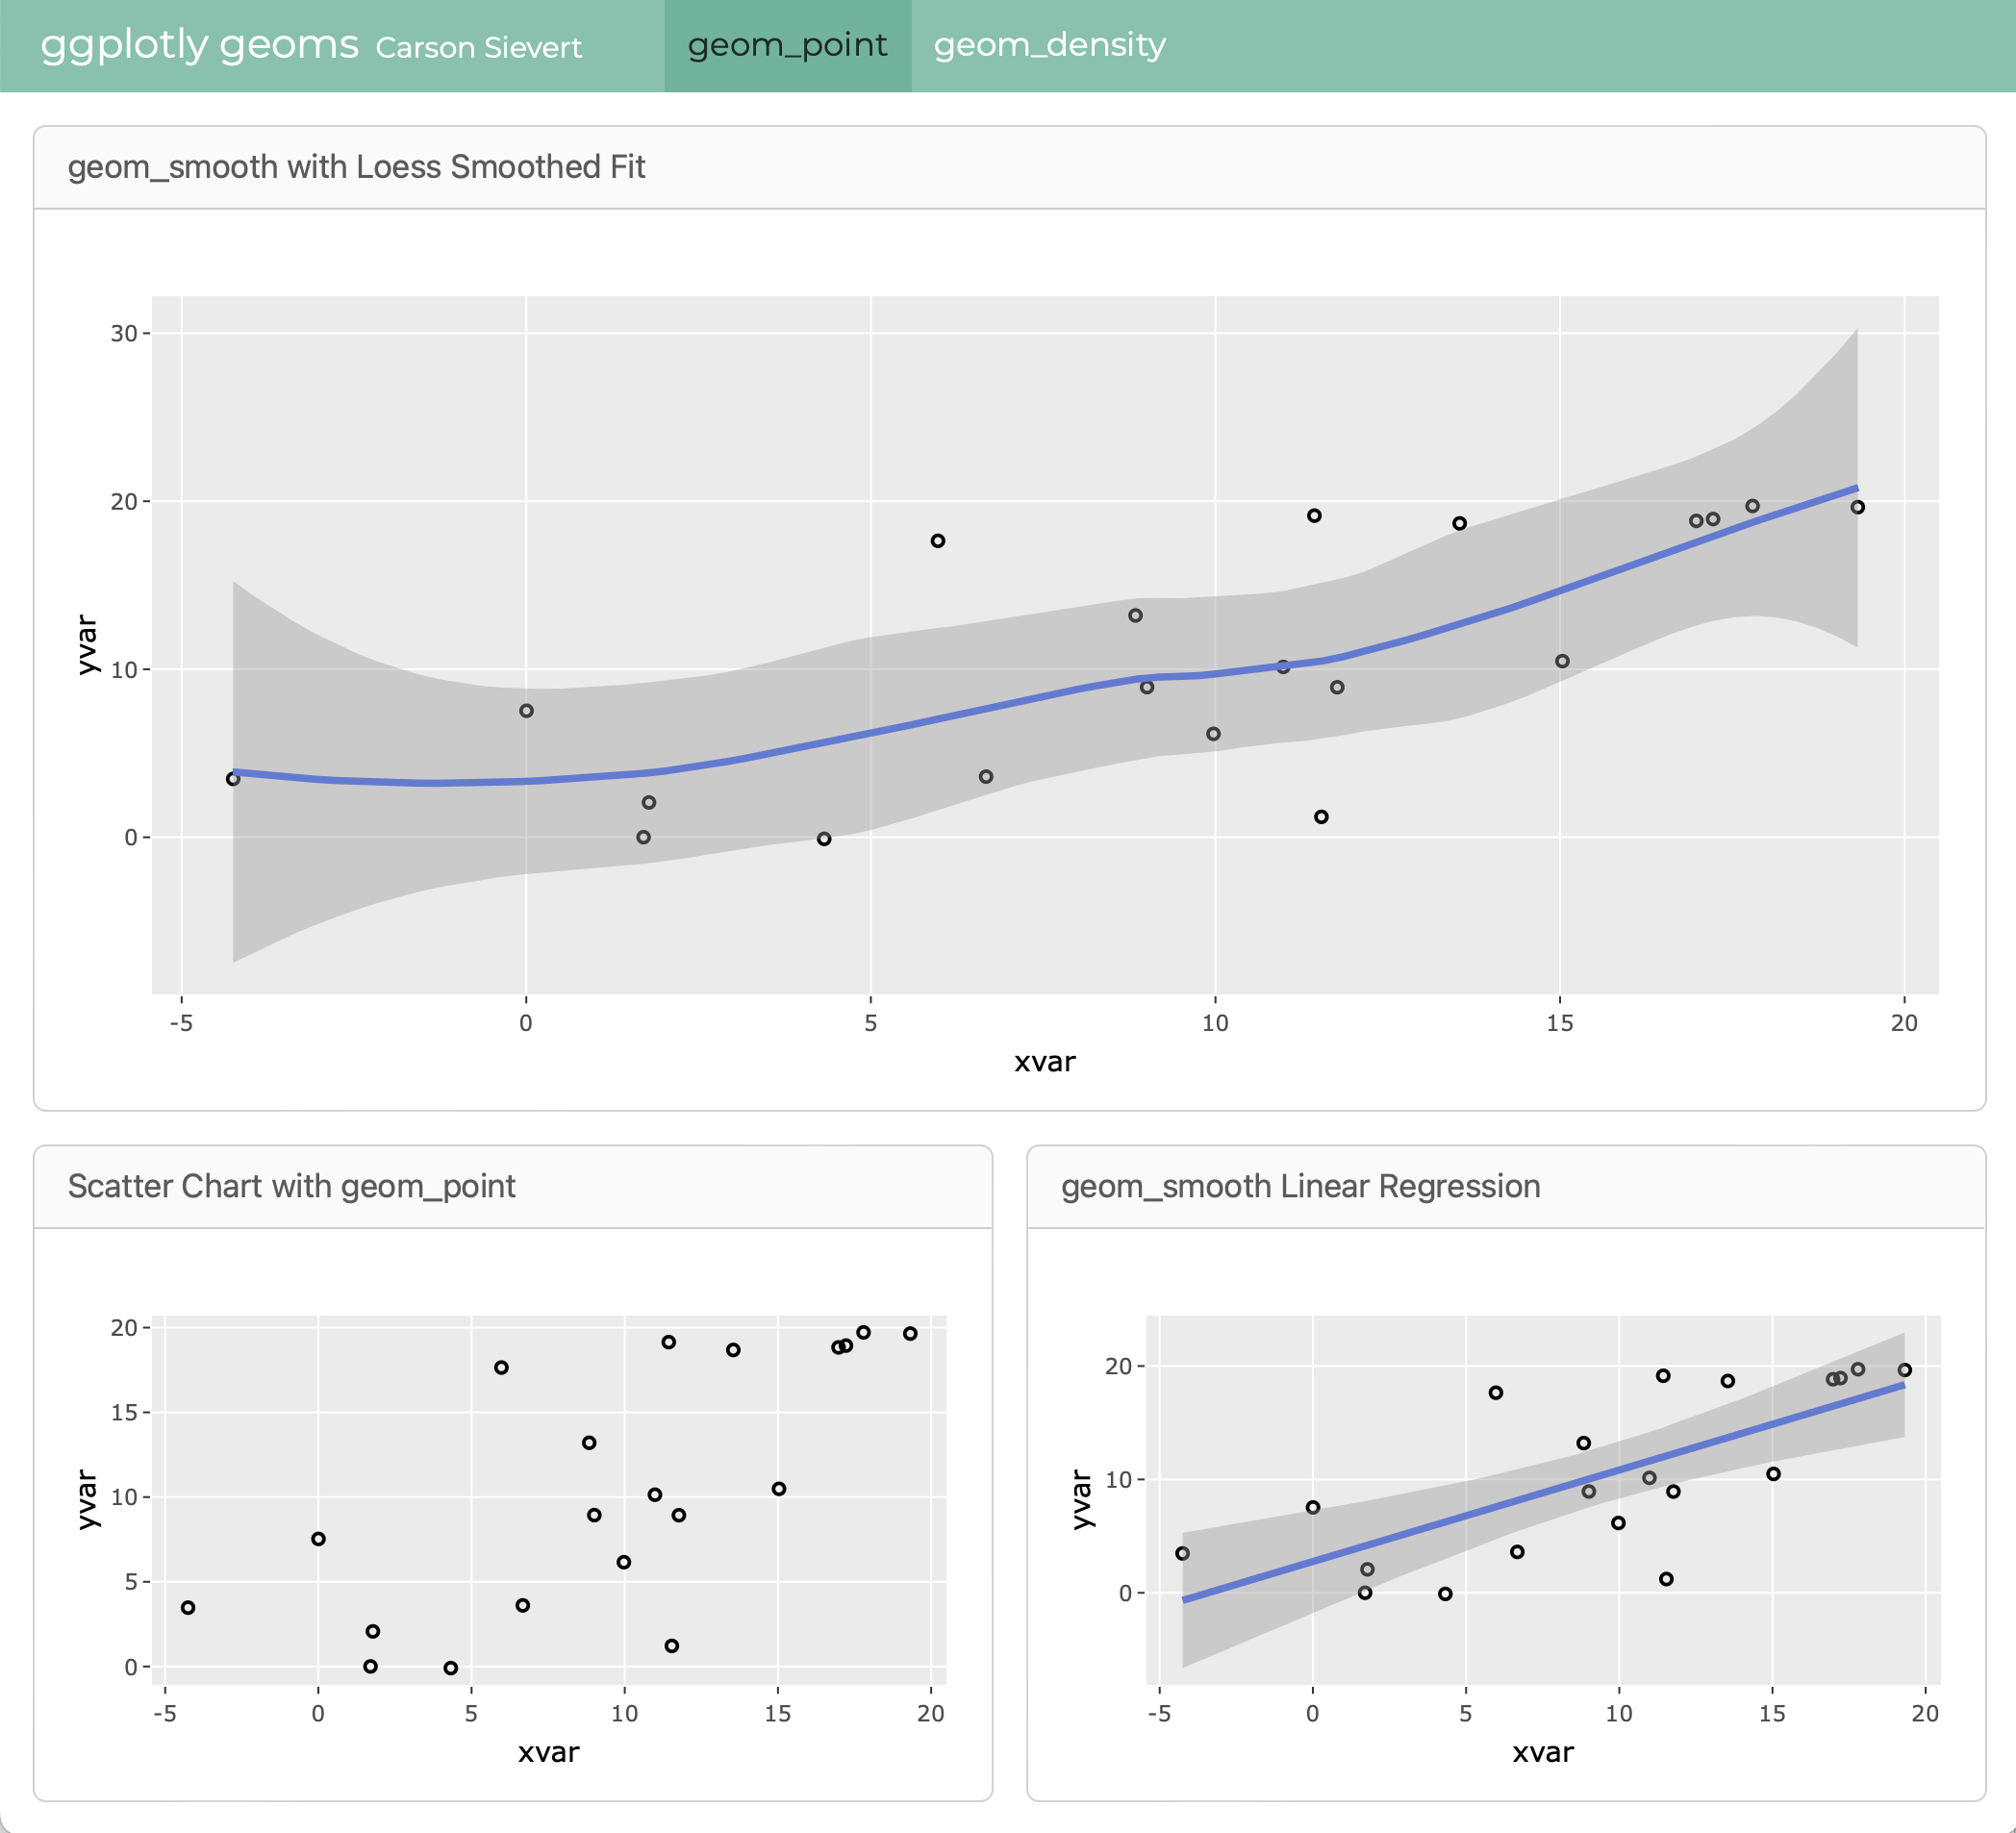 ggplotly geoms Carson Sievert geom_point geom_density
geom_smooth with Loess Smoothed Fit
30
20
10
0
yvar
-5 0 5 10 15 20
xvar
Scatter Chart with geom_point
20
15
10
5
0
yvar
-5 0 5 10 15 20
xvar
geom_smooth Linear Regression
20
10
0
yvar
-5 0 5 10 15 20
xvar